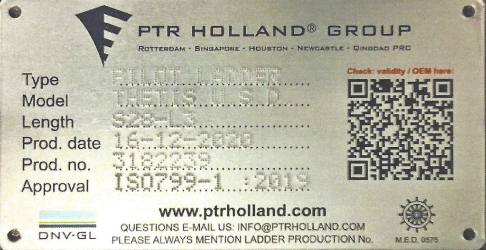 PTR HOLLAND® GROUP
ROTTERDAM · SINGAPORE · HOUSTON · NEWCASTLE · QINGDAO PRC
Check: validity / OEM here:
Type PILOT LADDER
Model THETIS U S D
Length S28-L3
Prod. date 16-12-2020
Prod. no. 3182239
Approval ISO799-1 :2019
DNV·GL
www.ptrholland.com
QUESTIONS E-MAIL US: INFO@PTRHOLLAND.COM
PLEASE ALWAYS MENTION LADDER PRODUCTION No.
M.E.D. 0575